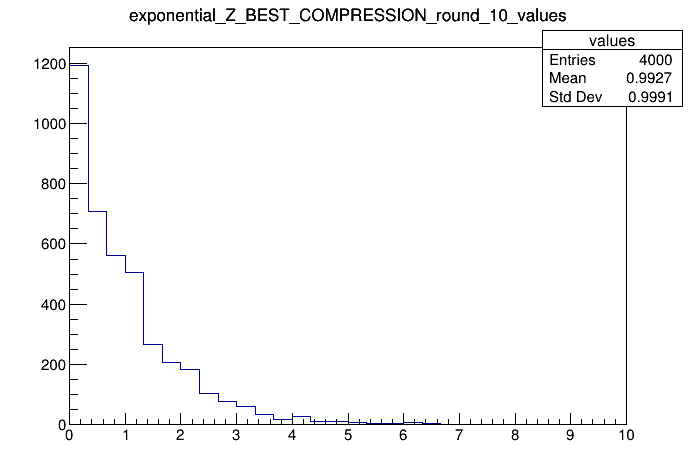 exponential_Z_BEST_COMPRESSION_round_10_values
values
Entries 4000
Mean 0.9927
Std Dev 0.9991
1200
1000
800
600
400
200
0
0 1 2 3 4 5 6 7 8 9 10